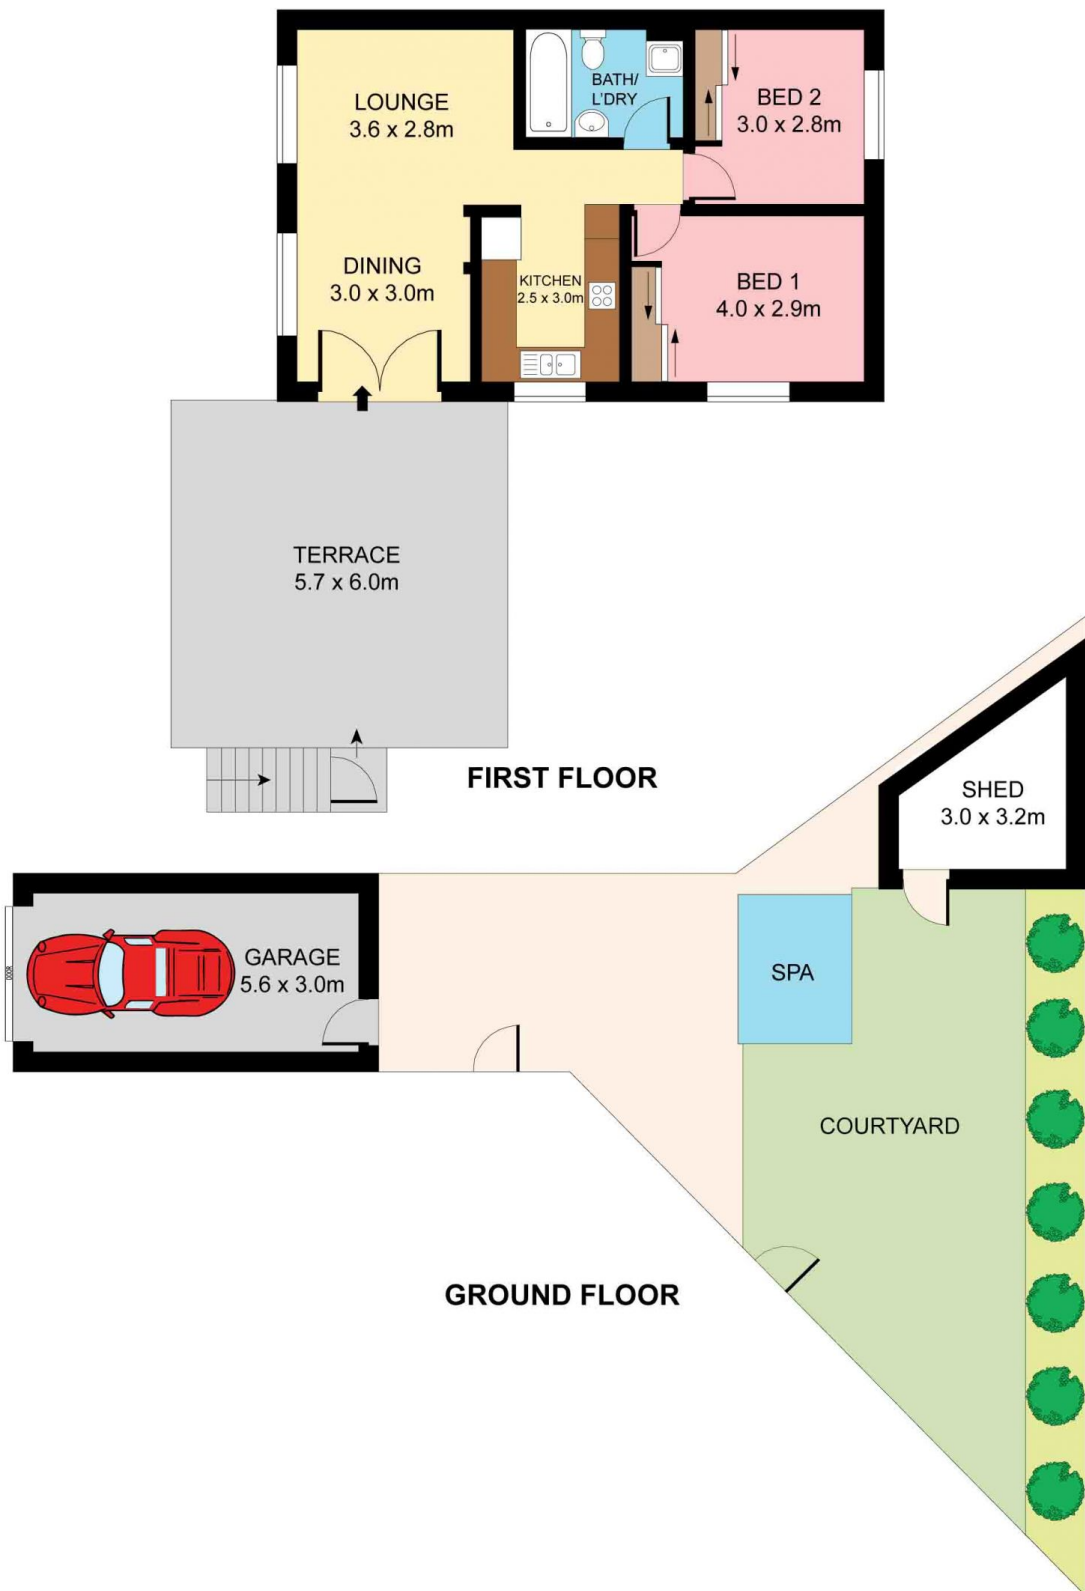 LOUNGE
3.6 x 2.8m
BATH/
L'DRY
BED 2
3.0 x 2.8m
DINING
3.0 x 3.0m
KITCHEN
2.5 x 3.0m
BED 1
4.0 x 2.9m
TERRACE
5.7 x 6.0m
FIRST FLOOR
SHED
3.0 x 3.2m
DOOR
GARAGE
5.6 x 3.0m
SPA
COURTYARD
GROUND FLOOR